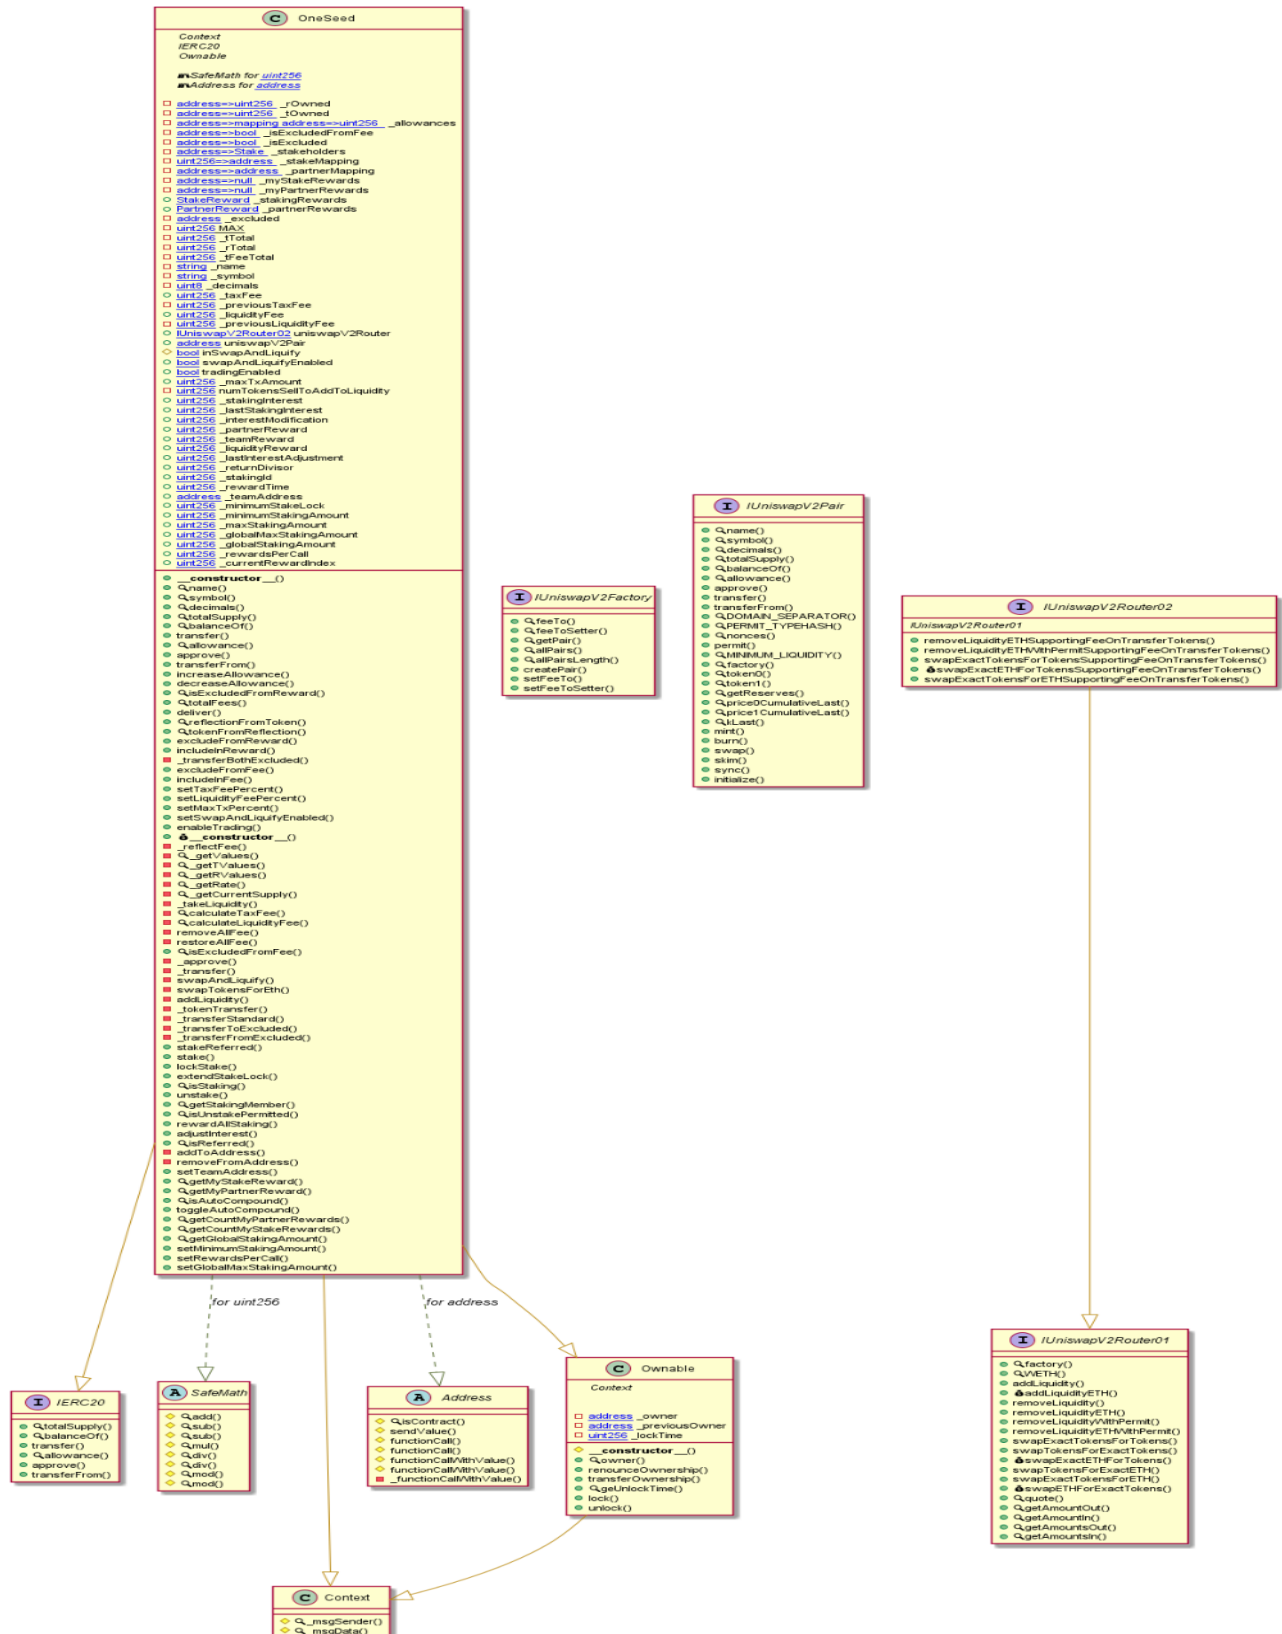 C OneSeed
Context
IERC20
Ownable
SafeMath for uint256
Address for address
address=>uint256 _rOwned
address=>uint256 _tOwned
address=>mapping address=>uint256 _allowances
address=>bool _isExcludedFromFee
address=>bool _isExcluded
address=>Stake _stakeholders
uint256=>address _stakeMapping
address=>address _partnerMapping
address=>null _myStakeRewards
address=>null _myPartnerRewards
StakeReward _stakingRewards
PartnerReward _partnerRewards
address _excluded
uint256 MAX
uint256 _tTotal
uint256 _rTotal
uint256 _tFeeTotal
string _name
string _symbol
uint8 _decimals
uint256 _taxFee
uint256 _previousTaxFee
uint256 _liquidityFee
uint256 _previousLiquidityFee
IUniswapV2Router02 uniswapV2Router
address uniswapV2Pair
bool inSwapAndLiquify
bool swapAndLiquifyEnabled
bool tradingEnabled
uint256 _maxTxAmount
uint256 numTokensSellToAddToLiquidity
uint256 _stakingInterest
uint256 _lastStakingInterest
uint256 _interestModification
uint256 _partnerReward
uint256 _teamReward
uint256 _liquidityReward
uint256 _lastInterestAdjustment
uint256 _returnDivisor
uint256 _stakingId
uint256 _rewardTime
address _teamAddress
uint256 _minimumStakeLock
uint256 _minimumStakingAmount
uint256 _maxStakingAmount
uint256 _globalMaxStakingAmount
uint256 _globalStakingAmount
uint256 _rewardsPerCall
uint256 _currentRewardIndex
__constructor__()
name()
symbol()
decimals()
totalSupply()
balanceOf()
transfer()
allowance()
approve()
transferFrom()
increaseAllowance()
decreaseAllowance()
isExcludedFromReward()
totalFees()
deliver()
reflectionFromToken()
tokenFromReflection()
excludeFromReward()
includeInReward()
_transferBothExcluded()
excludeFromFee()
includeInFee()
setTaxFeePercent()
setLiquidityFeePercent()
setMaxTxPercent()
setSwapAndLiquifyEnabled()
enableTrading()
__constructor__()
_reflectFee()
_getValues()
_getTValues()
_getRValues()
_getRate()
_getCurrentSupply()
_takeLiquidity()
calculateTaxFee()
calculateLiquidityFee()
removeAllFee()
restoreAllFee()
isExcludedFromFee()
_approve()
_transfer()
swapAndLiquify()
swapTokensForEth()
addLiquidity()
_tokenTransfer()
_transferStandard()
_transferToExcluded()
_transferFromExcluded()
stakeReferred()
stake()
lockStake()
extendStakeLock()
isStaking()
unstake()
getStakingMember()
isUnstakePermitted()
rewardAllStaking()
adjustInterest()
isReferred()
addToAddress()
removeFromAddress()
setTeamAddress()
getMyStakeReward()
getMyPartnerReward()
isAutoCompound()
toggleAutoCompound()
getCountMyPartnerRewards()
getCountMyStakeRewards()
getGlobalStakingAmount()
setMinimumStakingAmount()
setRewardsPerCall()
setGlobalMaxStakingAmount()
I IUniswapV2Factory
feeTo()
feeToSetter()
getPair()
allPairs()
allPairsLength()
createPair()
setFeeTo()
setFeeToSetter()
I IUniswapV2Pair
name()
symbol()
decimals()
totalSupply()
balanceOf()
allowance()
approve()
transfer()
transferFrom()
DOMAIN_SEPARATOR()
PERMIT_TYPEHASH()
nonces()
permit()
MINIMUM_LIQUIDITY()
factory()
token0()
token1()
getReserves()
price0CumulativeLast()
price1CumulativeLast()
kLast()
mint()
burn()
swap()
skim()
sync()
initialize()
I IUniswapV2Router02
IUniswapV2Router01
removeLiquidityETHSupportingFeeOnTransferTokens()
removeLiquidityETHWithPermitSupportingFeeOnTransferTokens()
swapExactTokensForTokensSupportingFeeOnTransferTokens()
swapExactETHForTokensSupportingFeeOnTransferTokens()
swapExactTokensForETHSupportingFeeOnTransferTokens()
for uint256
for address
I IERC20
totalSupply()
balanceOf()
transfer()
allowance()
approve()
transferFrom()
A SafeMath
add()
sub()
sub()
mul()
div()
div()
mod()
mod()
A Address
isContract()
sendValue()
functionCall()
functionCall()
functionCallWithValue()
functionCallWithValue()
_functionCallWithValue()
C Ownable
Context
address _owner
address _previousOwner
uint256 _lockTime
__constructor__()
owner()
renounceOwnership()
transferOwnership()
geUnlockTime()
lock()
unlock()
I IUniswapV2Router01
factory()
WETH()
addLiquidity()
addLiquidityETH()
removeLiquidity()
removeLiquidityETH()
removeLiquidityWithPermit()
removeLiquidityETHWithPermit()
swapExactTokensForTokens()
swapTokensForExactTokens()
swapExactETHForTokens()
swapTokensForExactETH()
swapExactTokensForETH()
swapETHForExactTokens()
quote()
getAmountOut()
getAmountIn()
getAmountsOut()
getAmountsIn()
C Context
_msgSender()
_msgData()